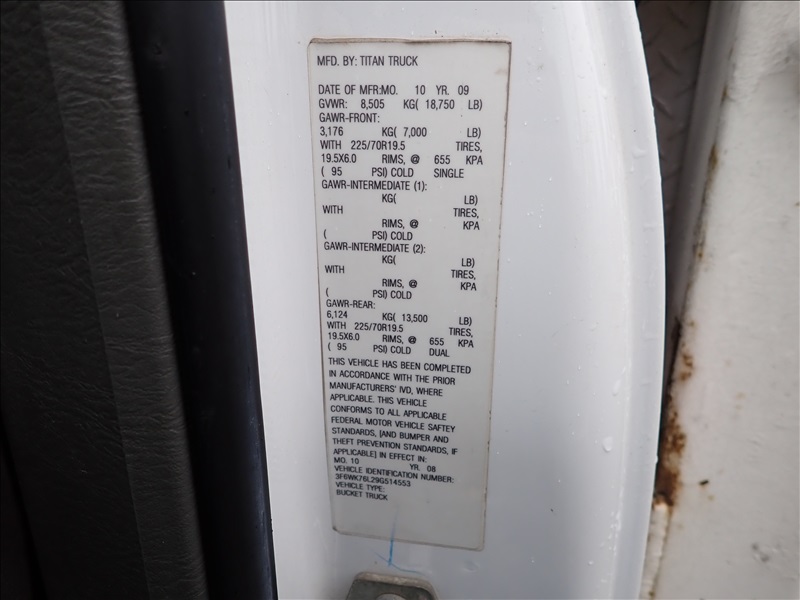 MFD. BY: TITAN TRUCK
DATE OF MFR:MO. 10 YR. 09
GVWR: 8,505 KG( 18,750 LB)
GAWR-FRONT:
3,176 KG( 7,000 LB)
WITH 225/70R19.5 TIRES,
19.5X6.0 RIMS, @ 655 KPA
( 95 PSI) COLD SINGLE
GAWR-INTERMEDIATE (1):
KG( LB)
WITH TIRES,
RIMS, @ KPA
( PSI) COLD
GAWR-INTERMEDIATE (2):
KG( LB)
WITH TIRES,
RIMS, @ KPA
( PSI) COLD
GAWR-REAR:
6,124 KG( 13,500 LB)
WITH 225/70R19.5 TIRES,
19.5X6.0 RIMS, @ 655 KPA
( 95 PSI) COLD DUAL
THIS VEHICLE HAS BEEN COMPLETED
IN ACCORDANCE WITH THE PRIOR
MANUFACTURERS' IVD, WHERE
APPLICABLE. THIS VEHICLE
CONFORMS TO ALL APPLICABLE
FEDERAL MOTOR VEHICLE SAFTEY
STANDARDS, [AND BUMPER AND
THEFT PREVENTION STANDARDS, IF
APPLICABLE] IN EFFECT IN:
MO. 10 YR. 08
VEHICLE IDENTIFICATION NUMBER:
3F6WK76L29G514553
VEHICLE TYPE:
BUCKET TRUCK